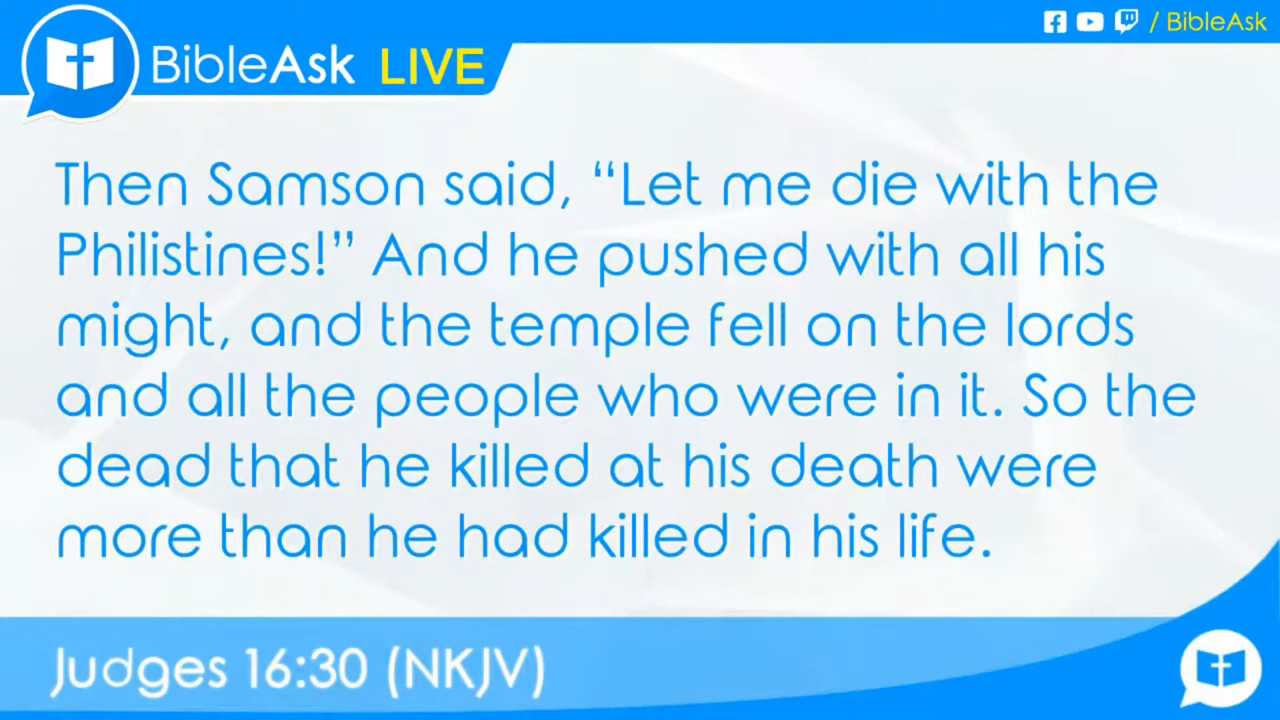 BibleAsk LIVE
/ BibleAsk
Then Samson said, “Let me die with the
Philistines!” And he pushed with all his
might, and the temple fell on the lords
and all the people who were in it. So the
dead that he killed at his death were
more than he had killed in his life.
Judges 16:30 (NKJV)